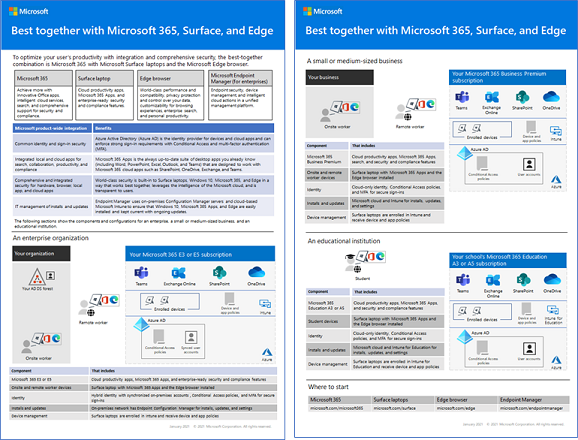 Microsoft
Best together with Microsoft 365, Surface, and Edge
To optimize your user's productivity with integration and comprehensive security, the best-together
combination is Microsoft 365 with Microsoft Surface laptops and the Microsoft Edge browser.
Microsoft 365
Achieve more with
innovative Office apps,
intelligent cloud services,
search, and comprehensive
support for security and
compliance.
Surface laptop
Cloud productivity apps,
Microsoft 365 Apps, and
enterprise-ready security
and compliance features
Edge browser
World-class performance and
compatibility, privacy protection
and control over your data,
customizability for browsing
experiences, enterprise search,
and personal productivity.
Microsoft Endpoint
Manager (for enterprises)
Endpoint security, device
management, and intelligent
cloud actions in a unified
management platform.
Microsoft product-wide integration
Benefits
Common identity and sign-in security
Azure Active Directory (Azure AD) is the identity provider for devices and cloud apps and can
enforce strong sign-in requirements with Conditional Access and multi-factor authentication
(MFA).
Integrated local and cloud apps for
search, collaboration, productivity, and
compliance
Microsoft 365 Apps is the always up-to-date suite of desktop apps you already know
(including Word, PowerPoint, Excel, Outlook, and Teams) that are designed to work with
Microsoft 365 cloud apps such as SharePoint, OneDrive, Exchange, and Teams.
Comprehensive and integrated
security for hardware, browser, local
app, and cloud apps
World-class security is built-in to Surface laptops, Windows 10, Microsoft 365, and Edge in a
way that works best together, leverages the intelligence of the Microsoft cloud, and is
transparent to users.
IT management of installs and updates
Endpoint Manager uses on-premises Configuration Manager servers and cloud-based
Microsoft Intune to ensure that Windows 10, Microsoft 365 Apps, and Edge are easily
installed and kept current with ongoing updates.
The following sections show the components and configurations for an enterprise, a small or medium-sized business, and an
educational institution.
An enterprise organization
Your organization
Your AD DS forest
Remote worker
Onsite worker
Your Microsoft 365 E3 or E5 subscription
Teams
Exchange
Online
SharePoint
OneDrive
Enrolled devices
Device and
app policies
Intune
Azure AD
Conditional Access
policies
Synced user
accounts
Azure
Component
That includes
Microsoft 365 E3 or E5
Cloud productivity apps, Microsoft 365 Apps, and enterprise-ready security and compliance features
Onsite and remote worker devices
Surface laptop with Microsoft 365 Apps and the Edge browser installed
Identity
Hybrid identity, with synchronized on-premises accounts, Conditional Access policies, and MFA for secure
sign-ins
Installs and updates
On-premises network has Endpoint Configuration Manager for installs, updates, and settings
Device management
Surface laptops are enrolled in Intune and receive device and app policies
January 2021 © 2021 Microsoft Corporation. All rights reserved.
Microsoft
Best together with Microsoft 365, Surface, and Edge
A small or medium-sized business
Your business
Onsite worker
Remote worker
Your Microsoft 365 Business Premium
subscription
Teams
Exchange
Online
SharePoint
OneDrive
Enrolled devices
Device and
app policies
Intune
Azure AD
Conditional Access
policies
User accounts
Azure
Component
That includes
Microsoft 365
Business Premium
Cloud productivity apps, Microsoft 365 Apps,
search, and security and compliance features
Onsite and remote
worker devices
Surface laptop with Microsoft 365 Apps and the
Edge browser installed
Identity
Cloud-only identity, Conditional Access policies,
and MFA for secure sign-ins
Installs and updates
Microsoft cloud and Intune for installs, updates,
and settings
Device management
Surface laptops are enrolled in Intune and receive
device and app policies
An educational institution
Student
Your school's Microsoft 365 Education
A3 or A5 subscription
Teams
Exchange
Online
SharePoint
OneDrive
Enrolled devices
Device and
app policies
Intune for
Education
Azure AD
Conditional Access
policies
User accounts
Azure
Component
That includes
Microsoft 365
Education A3 or A5
Cloud productivity apps, Microsoft 365 Apps,
and security and compliance features
Student devices
Surface laptop with Microsoft 365 Apps and
the Edge browser installed
Identity
Cloud-only identity, Conditional Access
policies, and MFA for secure sign-ins
Installs and updates
Microsoft cloud and Intune for Education for
installs, updates, and settings
Device management
Surface laptops are enrolled in Intune for
Education and receive device and app policies
Where to start
Microsoft 365
Surface laptops
Edge browser
Endpoint Manager
microsoft.com/microsoft365
microsoft.com/surface
microsoft.com/edge
microsoft.com/endpointmanager
January 2021 © 2021 Microsoft Corporation. All rights reserved.